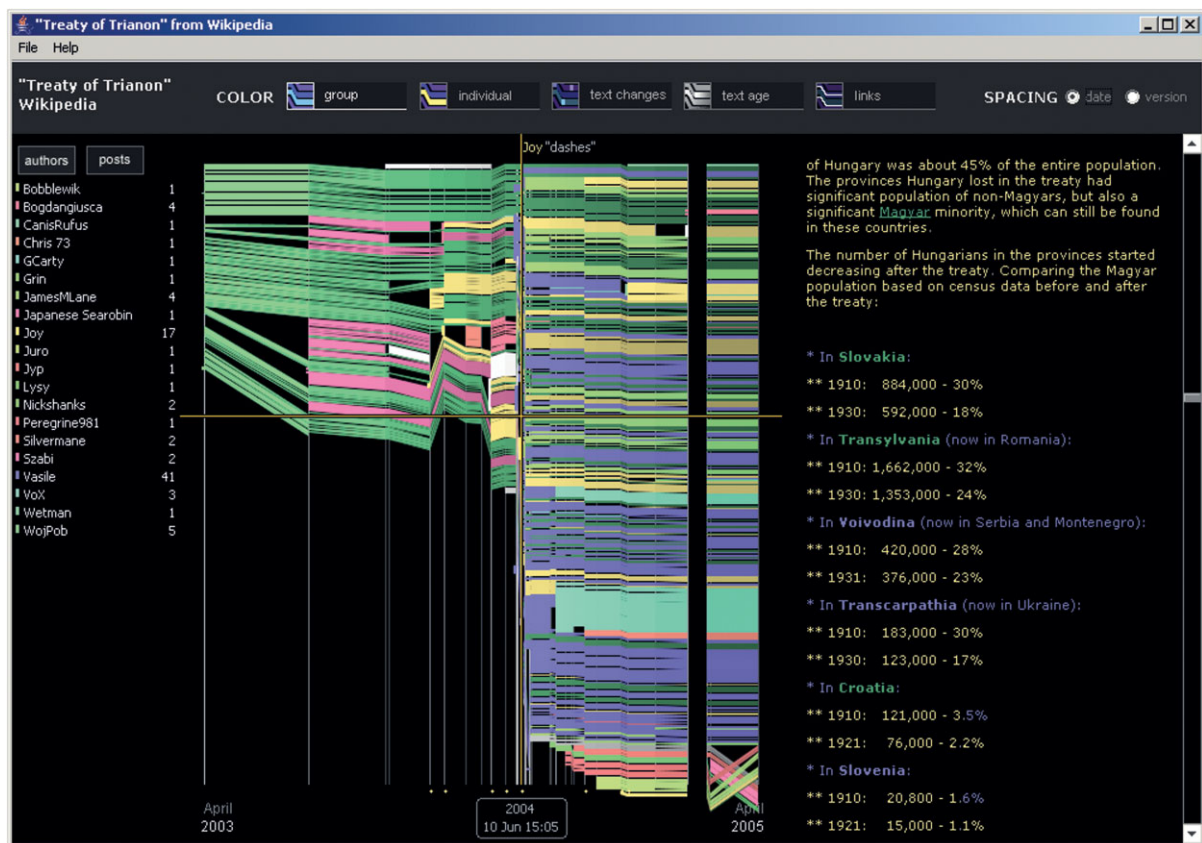 "Treaty of Trianon" from Wikipedia
File Help
"Treaty of Trianon"
Wikipedia
COLOR group individual text changes text age links SPACING date version
authors posts
Bobblewik 1
Bogdangiusca 4
CanisRufus 1
Chris 73 1
GCarty 1
Grin 1
JamesMLane 4
Japanese Searobin 1
Joy 17
Juro 1
Jyp 1
Lysy 1
Nickshanks 2
Peregrine981 1
Silvermane 2
Szabi 2
Vasile 41
VoX 3
Wetman 1
WojPob 5
Joy "dashes"
April
2003
2004
10 Jun 15:05
April
2005
of Hungary was about 45% of the entire population.
The provinces Hungary lost in the treaty had
significant population of non-Magyars, but also a
significant Magyar minority, which can still be found
in these countries.
The number of Hungarians in the provinces started
decreasing after the treaty. Comparing the Magyar
population based on census data before and after
the treaty:
* In Slovakia:
** 1910: 884,000 - 30%
** 1930: 592,000 - 18%
* In Transylvania (now in Romania):
** 1910: 1,662,000 - 32%
** 1930: 1,353,000 - 24%
* In Voivodina (now in Serbia and Montenegro):
** 1910: 420,000 - 28%
** 1931: 376,000 - 23%
* In Transcarpathia (now in Ukraine):
** 1910: 183,000 - 30%
** 1930: 123,000 - 17%
* In Croatia:
** 1910: 121,000 - 3.5%
** 1921: 76,000 - 2.2%
* In Slovenia:
** 1910: 20,800 - 1.6%
** 1921: 15,000 - 1.1%